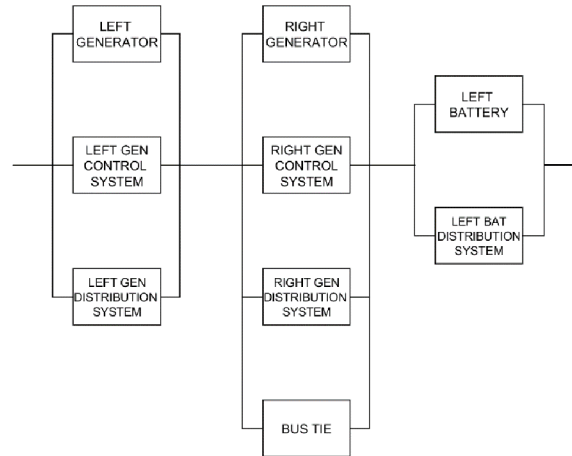 LEFT
GENERATOR
LEFT GEN
CONTROL
SYSTEM
LEFT GEN
DISTRIBUTION
SYSTEM
RIGHT
GENERATOR
RIGHT GEN
CONTROL
SYSTEM
RIGHT GEN
DISTRIBUTION
SYSTEM
BUS TIE
LEFT
BATTERY
LEFT BAT
DISTRIBUTION
SYSTEM